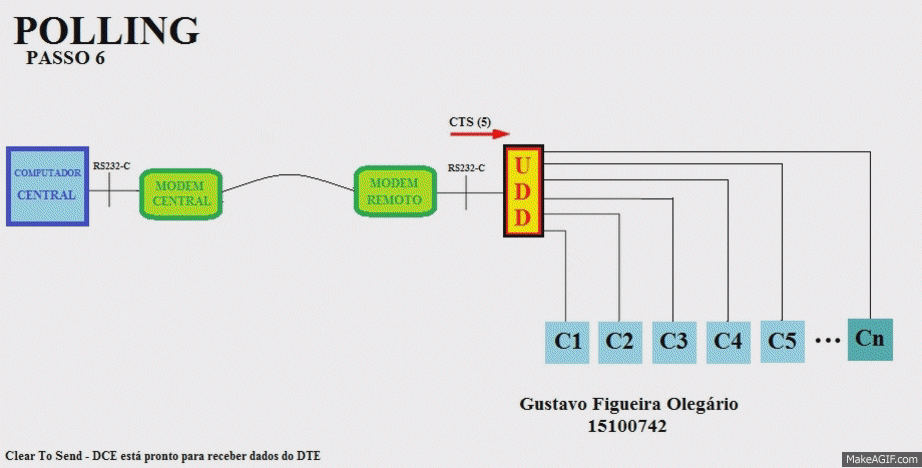 POLLING
PASSO 6
CTS (5)
COMPUTADOR
CENTRAL
RS232-C
MODEM
CENTRAL
MODEM
REMOTO
RS232-C
U
D
D
C1 C2 C3 C4 C5 ... Cn
Gustavo Figueira Olegário
15100742
Clear To Send - DCE está pronto para receber dados do DTE
MakeAGIF.com